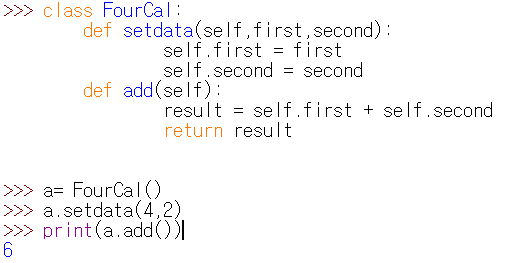 >>> class FourCal:
        def setdata(self,first,second):
                self.first = first
                self.second = second
        def add(self):
                result = self.first + self.second
                return result
>>> a= FourCal()
>>> a.setdata(4,2)
>>> print(a.add())
6